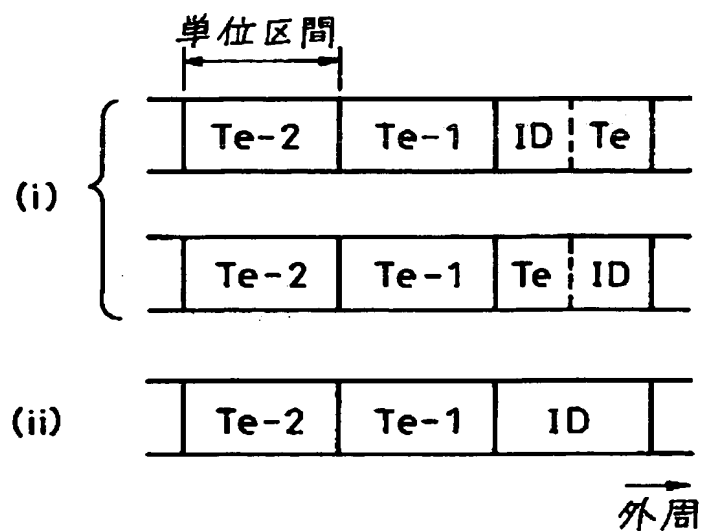 単位区間
Te-2 Te-1 ID Te
(i)
Te-2 Te-1 Te ID
(ii) Te-2 Te-1 ID
外周